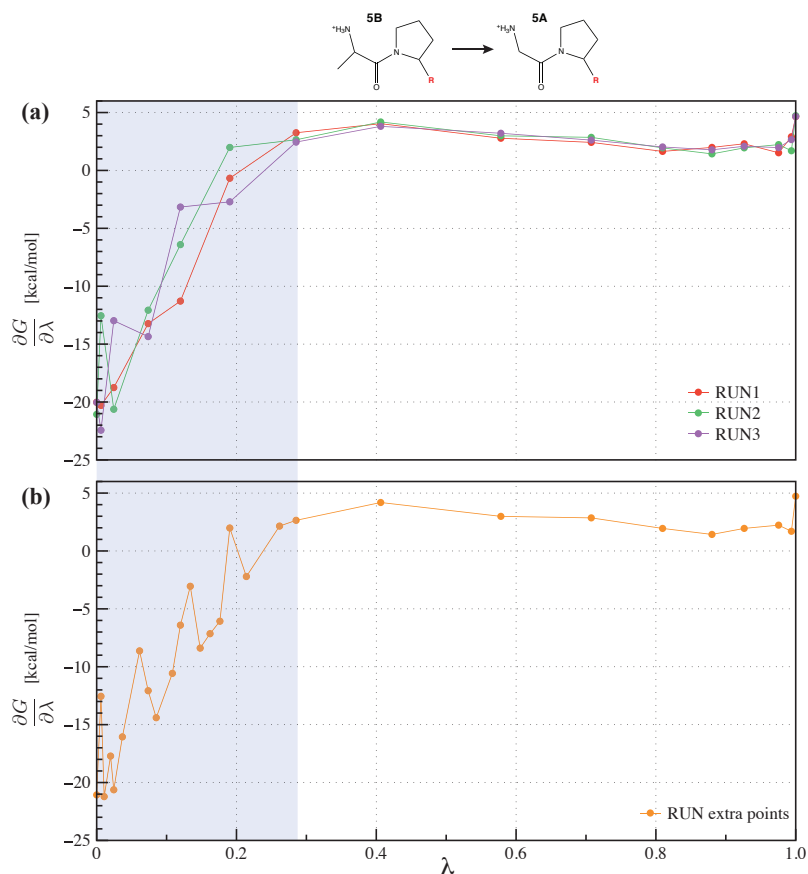 5B
5A
+H3N
N
O
R
+H3N
N
O
R
(a)
5
0
−5
−10
−15
−20
−25
∂G/∂λ [kcal/mol]
RUN1
RUN2
RUN3
(b)
5
0
−5
−10
−15
−20
−25
∂G/∂λ [kcal/mol]
RUN extra points
0 0.2 0.4 0.6 0.8 1.0
λ